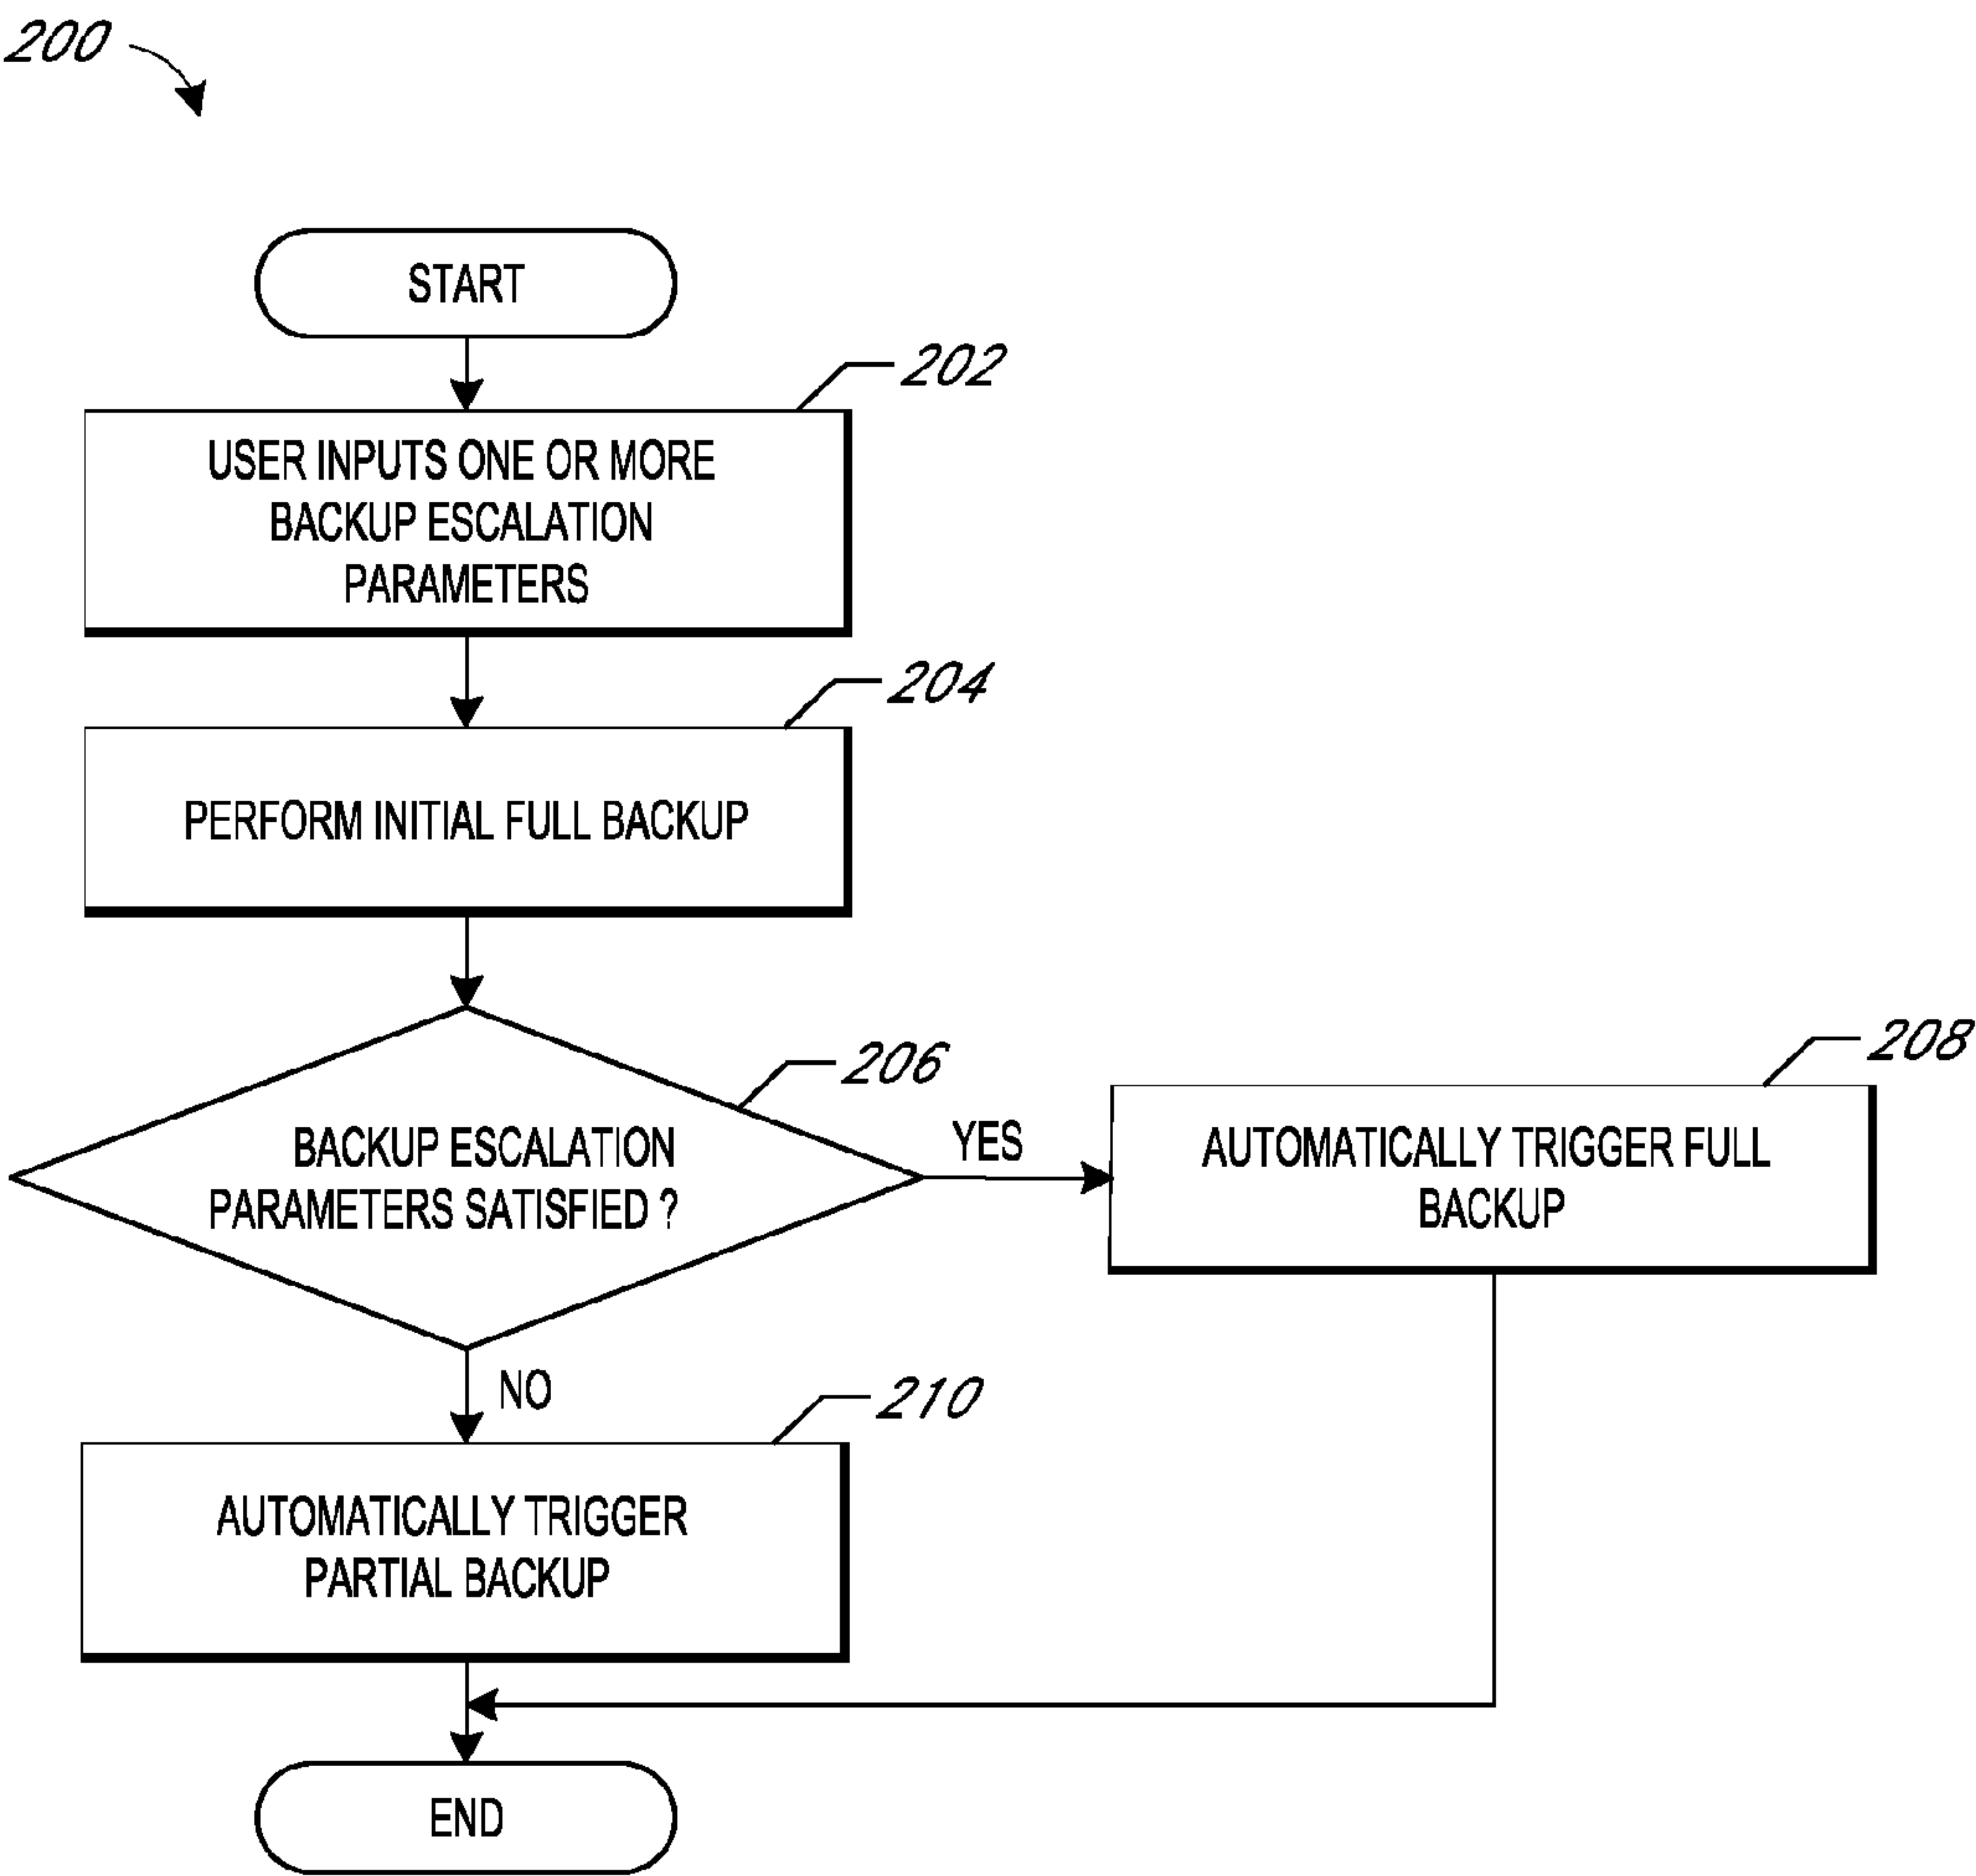 200
START
202
USER INPUTS ONE OR MORE
BACKUP ESCALATION
PARAMETERS
204
PERFORM INITIAL FULL BACKUP
206
BACKUP ESCALATION
PARAMETERS SATISFIED ?
YES
208
AUTOMATICALLY TRIGGER FULL
BACKUP
NO
210
AUTOMATICALLY TRIGGER
PARTIAL BACKUP
END